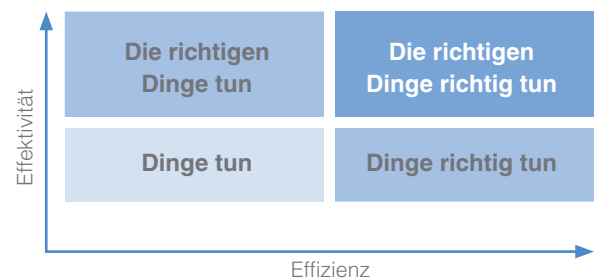 Die richtigen
Dinge tun
Die richtigen
Dinge richtig tun
Dinge tun
Dinge richtig tun
Effektivität
Effizienz